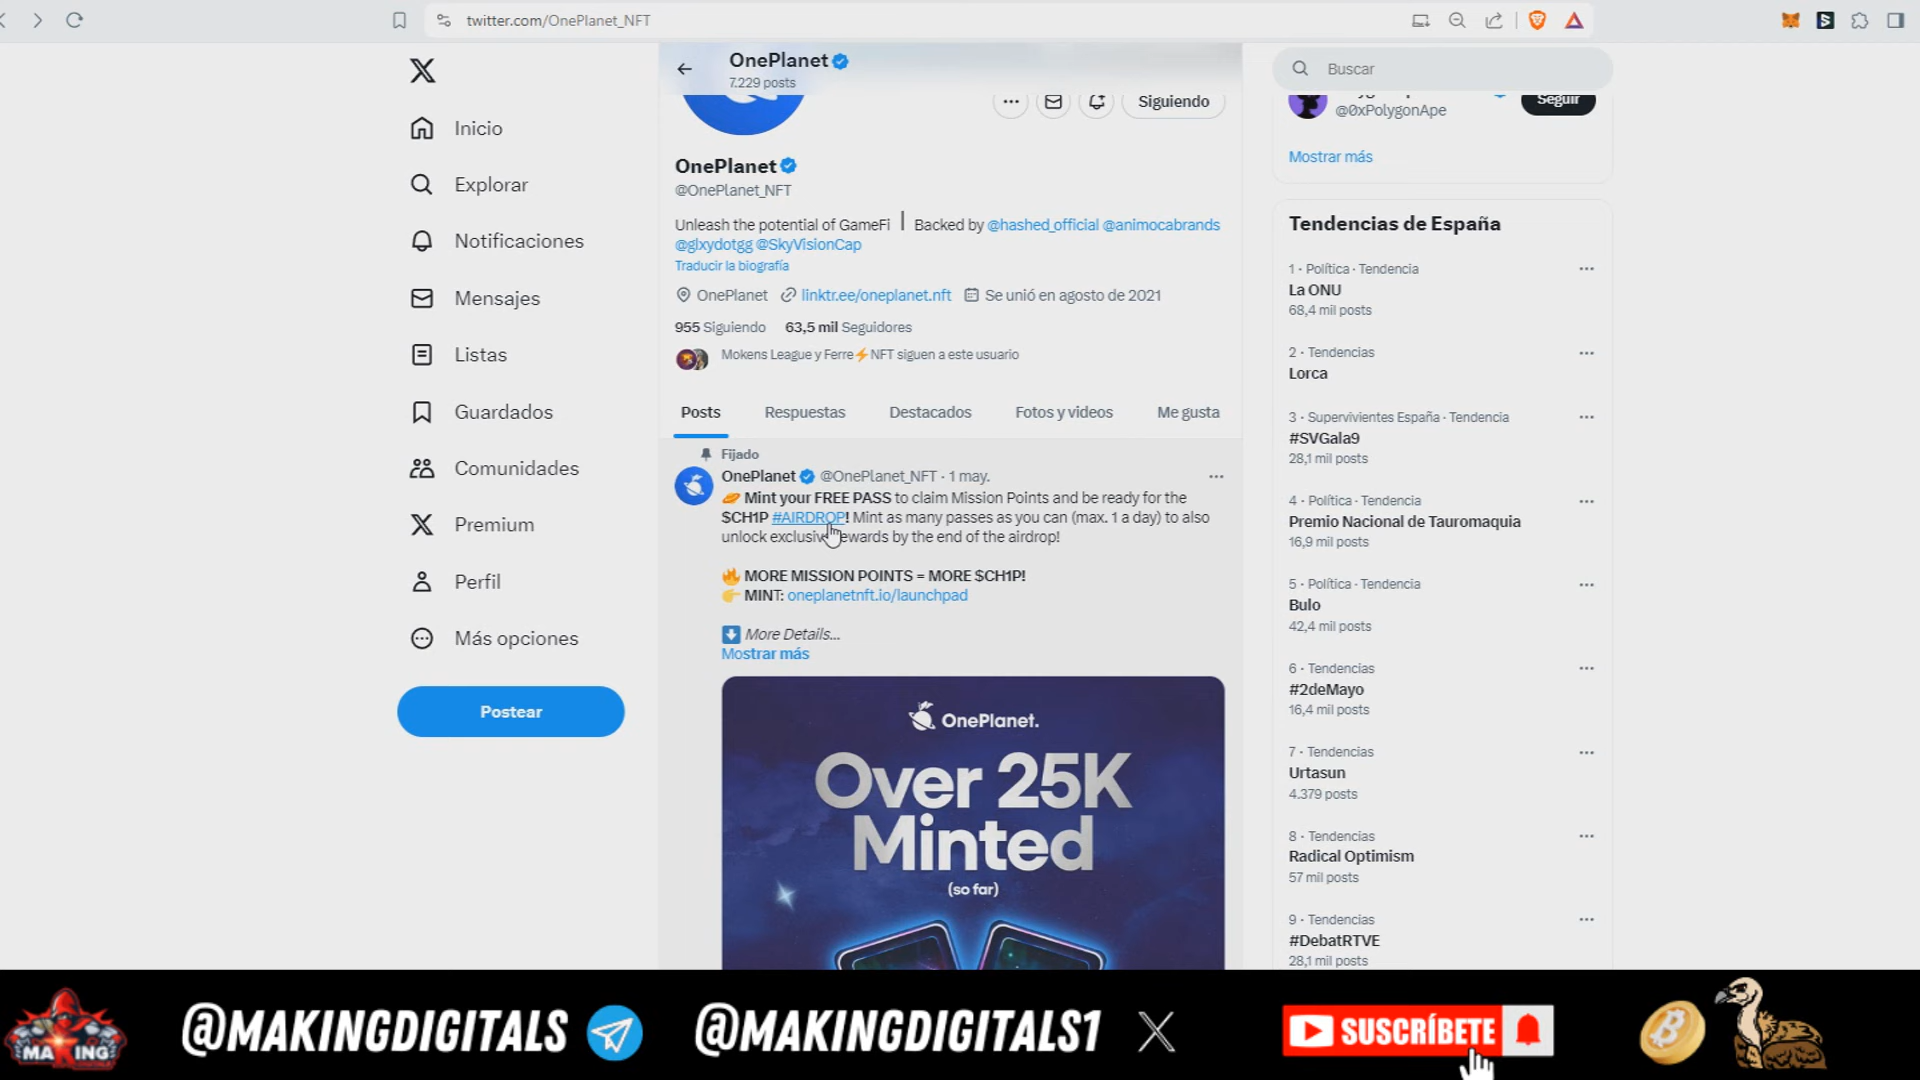 twitter.com/OnePlanet_NFT
OnePlanet
7.229 posts
Inicio
Explorar
Notificaciones
Mensajes
Listas
Guardados
Comunidades
Premium
Perfil
Más opciones
Postear
Siguiendo
OnePlanet
@OnePlanet_NFT
Unleash the potential of GameFi | Backed by @hashed_official @animocabrands
@glxydotgg @SkyVisionCap
Traducir la biografía
OnePlanet linktr.ee/oneplanet.nft Se unió en agosto de 2021
955 Siguiendo 63,5 mil Seguidores
Mokens League y Ferre⚡NFT siguen a este usuario
Posts Respuestas Destacados Fotos y videos Me gusta
Fijado
OnePlanet @OnePlanet_NFT · 1 may.
🪙 Mint your FREE PASS to claim Mission Points and be ready for the
$CH1P #AIRDROP! Mint as many passes as you can (max. 1 a day) to also
unlock exclusive rewards by the end of the airdrop!
🔥 MORE MISSION POINTS = MORE $CH1P!
👉 MINT: oneplanetnft.io/launchpad
⬇️ More Details...
Mostrar más
OnePlanet.
Over 25K
Minted
(so far)
Buscar
@0xPolygonApe
Seguir
Mostrar más
Tendencias de España
1 · Política · Tendencia
La ONU
68,4 mil posts
2 · Tendencias
Lorca
3 · Supervivientes España · Tendencia
#SVGala9
28,1 mil posts
4 · Política · Tendencia
Premio Nacional de Tauromaquia
16,9 mil posts
5 · Política · Tendencia
Bulo
42,4 mil posts
6 · Tendencias
#2deMayo
16,4 mil posts
7 · Tendencias
Urtasun
4.379 posts
8 · Tendencias
Radical Optimism
57 mil posts
9 · Tendencias
#DebatRTVE
28,1 mil posts
MAKING
@MAKINGDIGITALS
@MAKINGDIGITALS1
SUSCRÍBETE